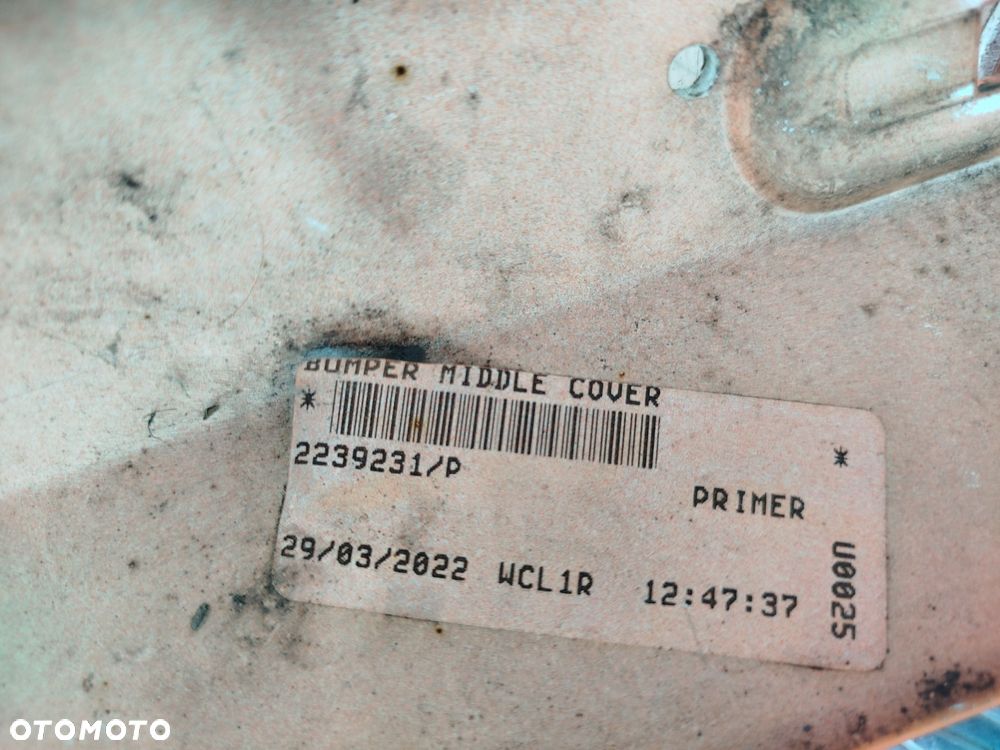 BUMPER MIDDLE COVER
* *
2239231/P
PRIMER
29/03/2022 WCL1R 12:47:37
U0025
OTOMOTO